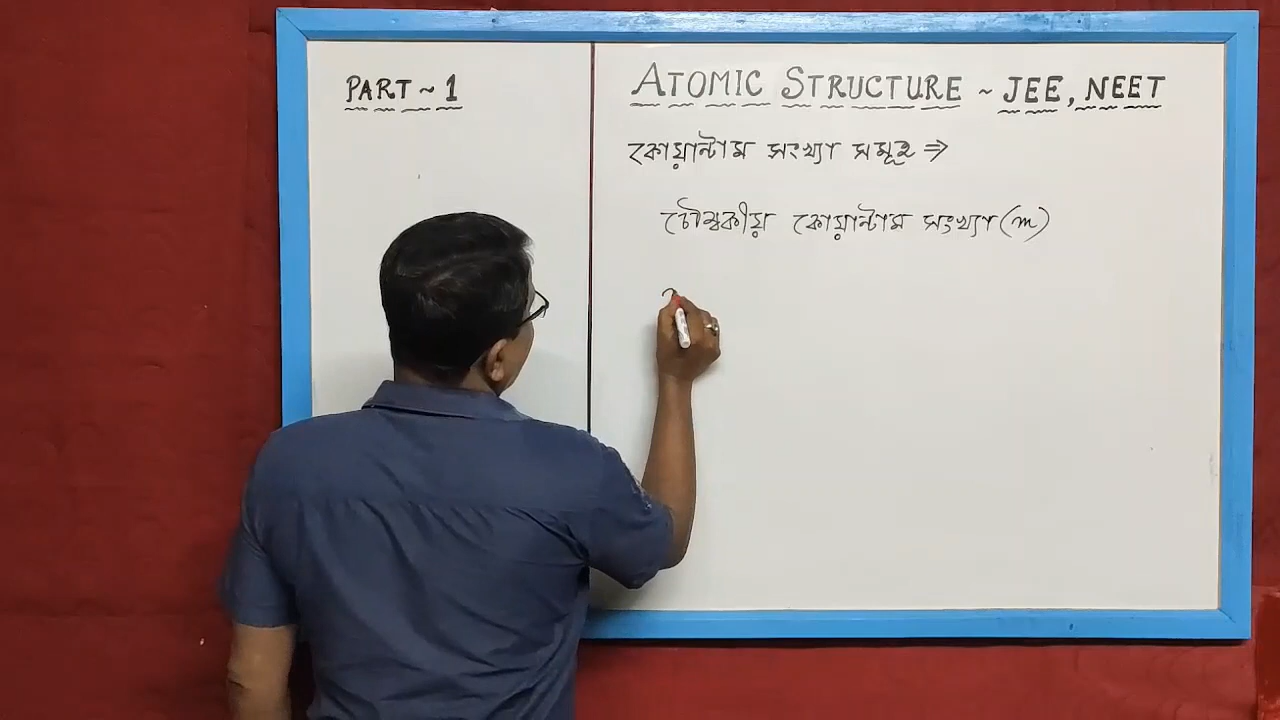 PART ~ 1
ATOMIC STRUCTURE ~ JEE, NEET
কোয়ান্টাম সংখ্যা সমূহ ⇒
চৌম্বকীয় কোয়ান্টাম সংখ্যা (m)